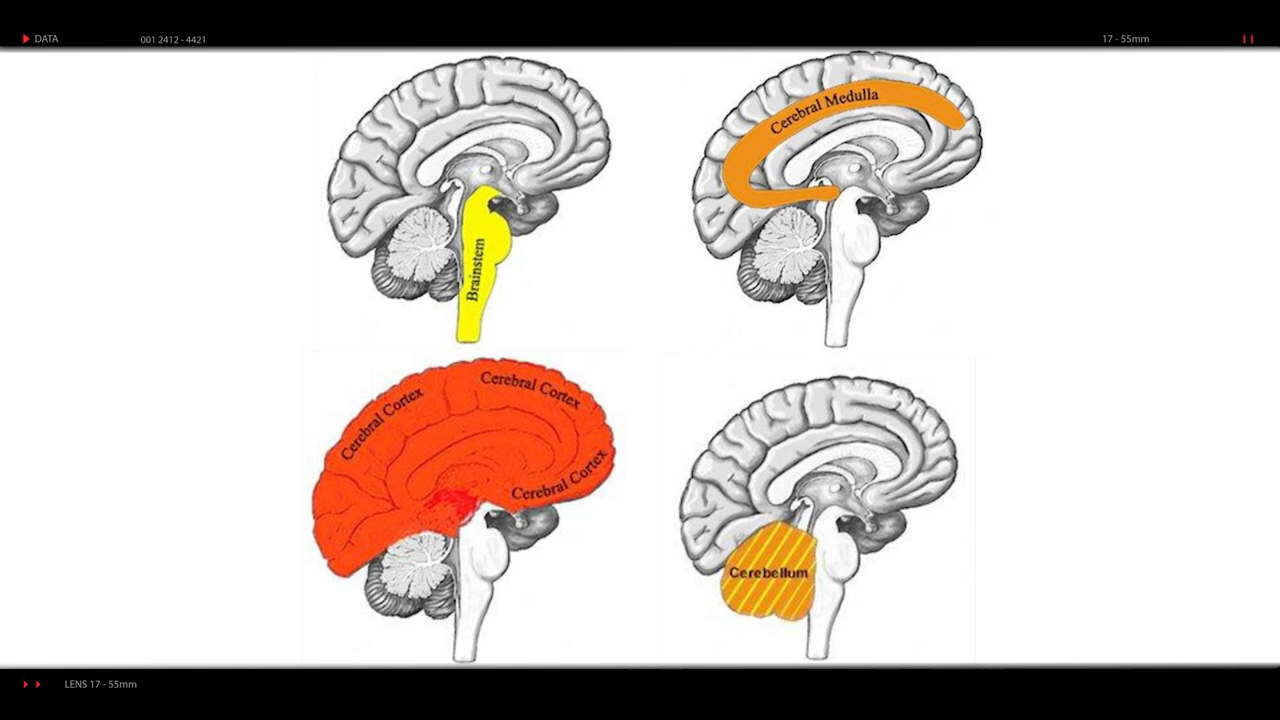 DATA
001 2412 - 4421
17 - 55mm
Brainstem
Cerebral Medulla
Cerebral Cortex
Cerebral Cortex
Cerebral Cortex
Cerebellum
LENS 17 - 55mm